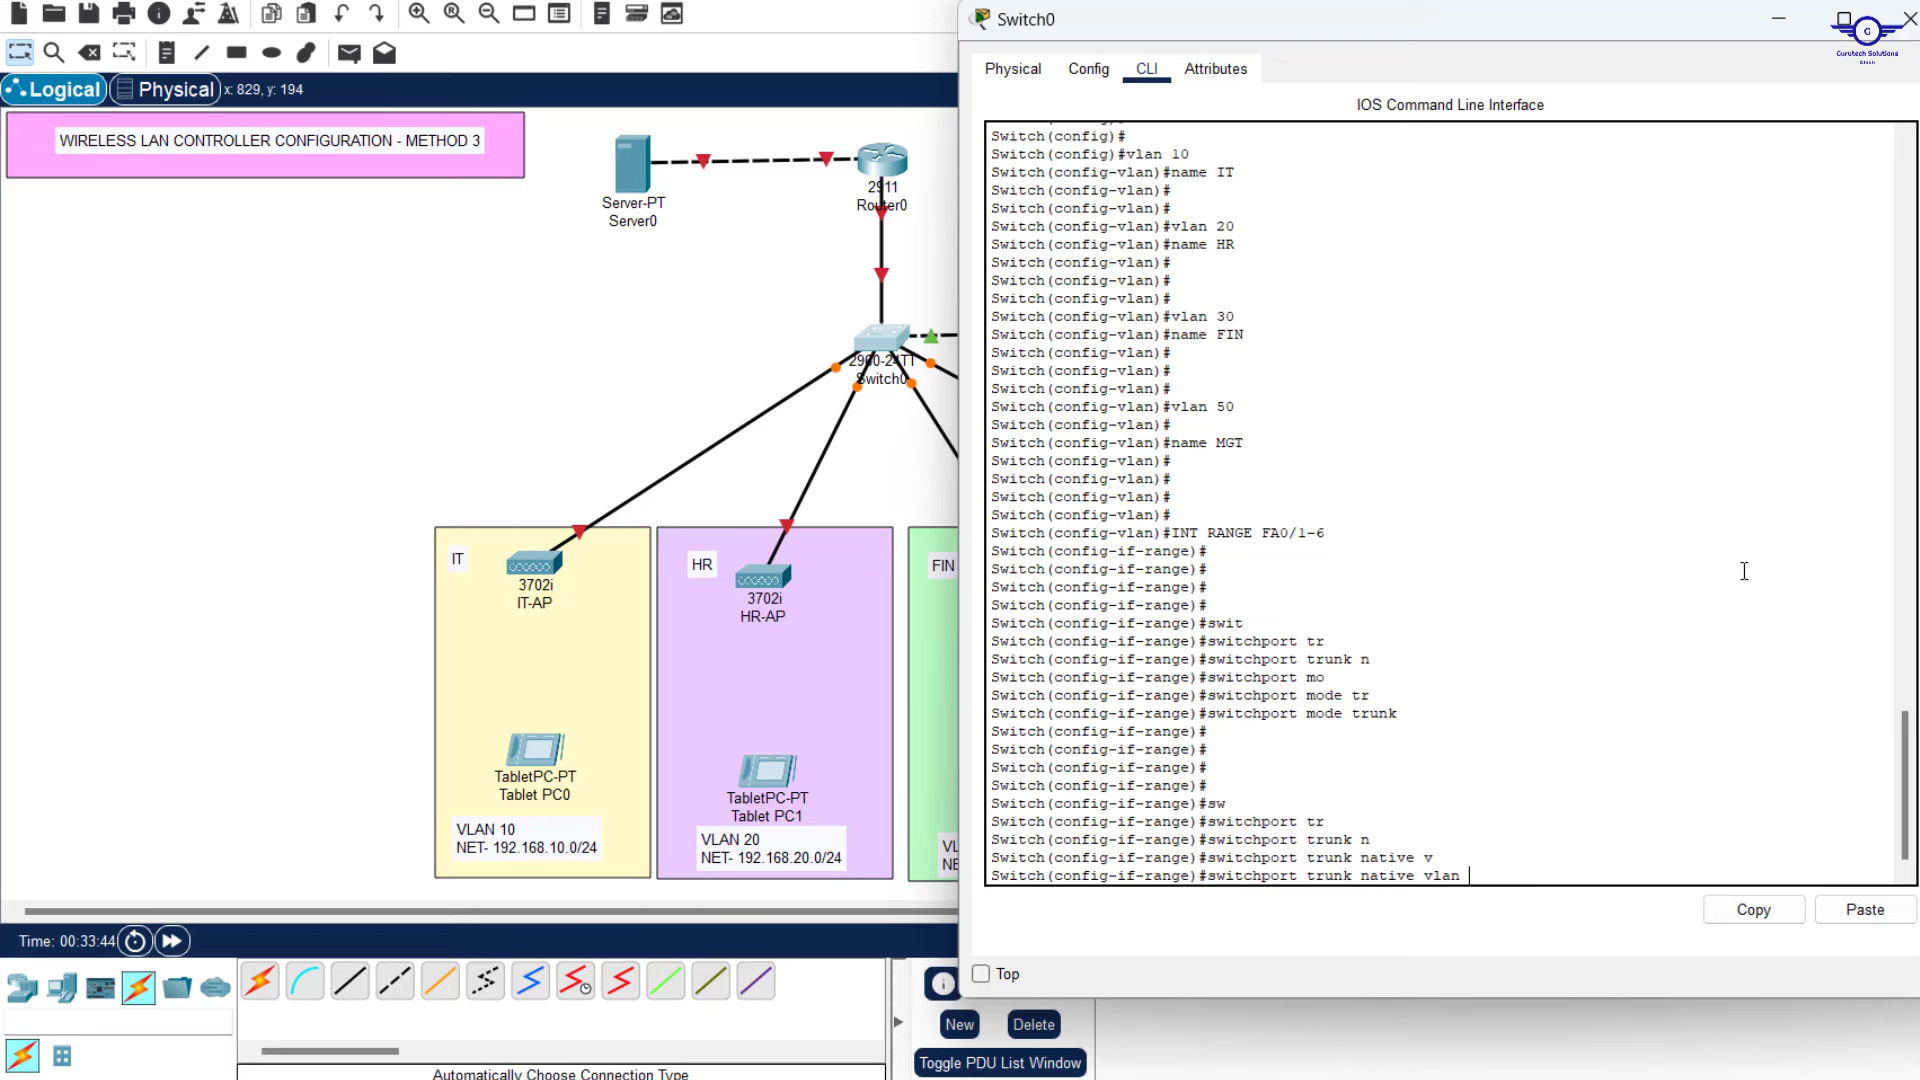 Logical
Physical
x: 829, y: 194
WIRELESS LAN CONTROLLER CONFIGURATION - METHOD 3
Server-PT
Server0
2911
Router0
2960-24TT
Switch0
IT
3702i
IT-AP
TabletPC-PT
Tablet PC0
VLAN 10
NET- 192.168.10.0/24
HR
3702i
HR-AP
TabletPC-PT
Tablet PC1
VLAN 20
NET- 192.168.20.0/24
FIN
VL
NE
Time: 00:33:44
Automatically Choose Connection Type
New
Delete
Toggle PDU List Window
Switch0
G
Gurutech Solutions
Physical
Config
CLI
Attributes
IOS Command Line Interface
Switch(config)#
Switch(config)#vlan 10
Switch(config-vlan)#name IT
Switch(config-vlan)#
Switch(config-vlan)#
Switch(config-vlan)#vlan 20
Switch(config-vlan)#name HR
Switch(config-vlan)#
Switch(config-vlan)#
Switch(config-vlan)#
Switch(config-vlan)#vlan 30
Switch(config-vlan)#name FIN
Switch(config-vlan)#
Switch(config-vlan)#
Switch(config-vlan)#
Switch(config-vlan)#vlan 50
Switch(config-vlan)#
Switch(config-vlan)#name MGT
Switch(config-vlan)#
Switch(config-vlan)#
Switch(config-vlan)#
Switch(config-vlan)#
Switch(config-vlan)#INT RANGE FA0/1-6
Switch(config-if-range)#
Switch(config-if-range)#
Switch(config-if-range)#
Switch(config-if-range)#
Switch(config-if-range)#swit
Switch(config-if-range)#switchport tr
Switch(config-if-range)#switchport trunk n
Switch(config-if-range)#switchport mo
Switch(config-if-range)#switchport mode tr
Switch(config-if-range)#switchport mode trunk
Switch(config-if-range)#
Switch(config-if-range)#
Switch(config-if-range)#
Switch(config-if-range)#
Switch(config-if-range)#sw
Switch(config-if-range)#switchport tr
Switch(config-if-range)#switchport trunk n
Switch(config-if-range)#switchport trunk native v
Switch(config-if-range)#switchport trunk native vlan
Copy
Paste
Top